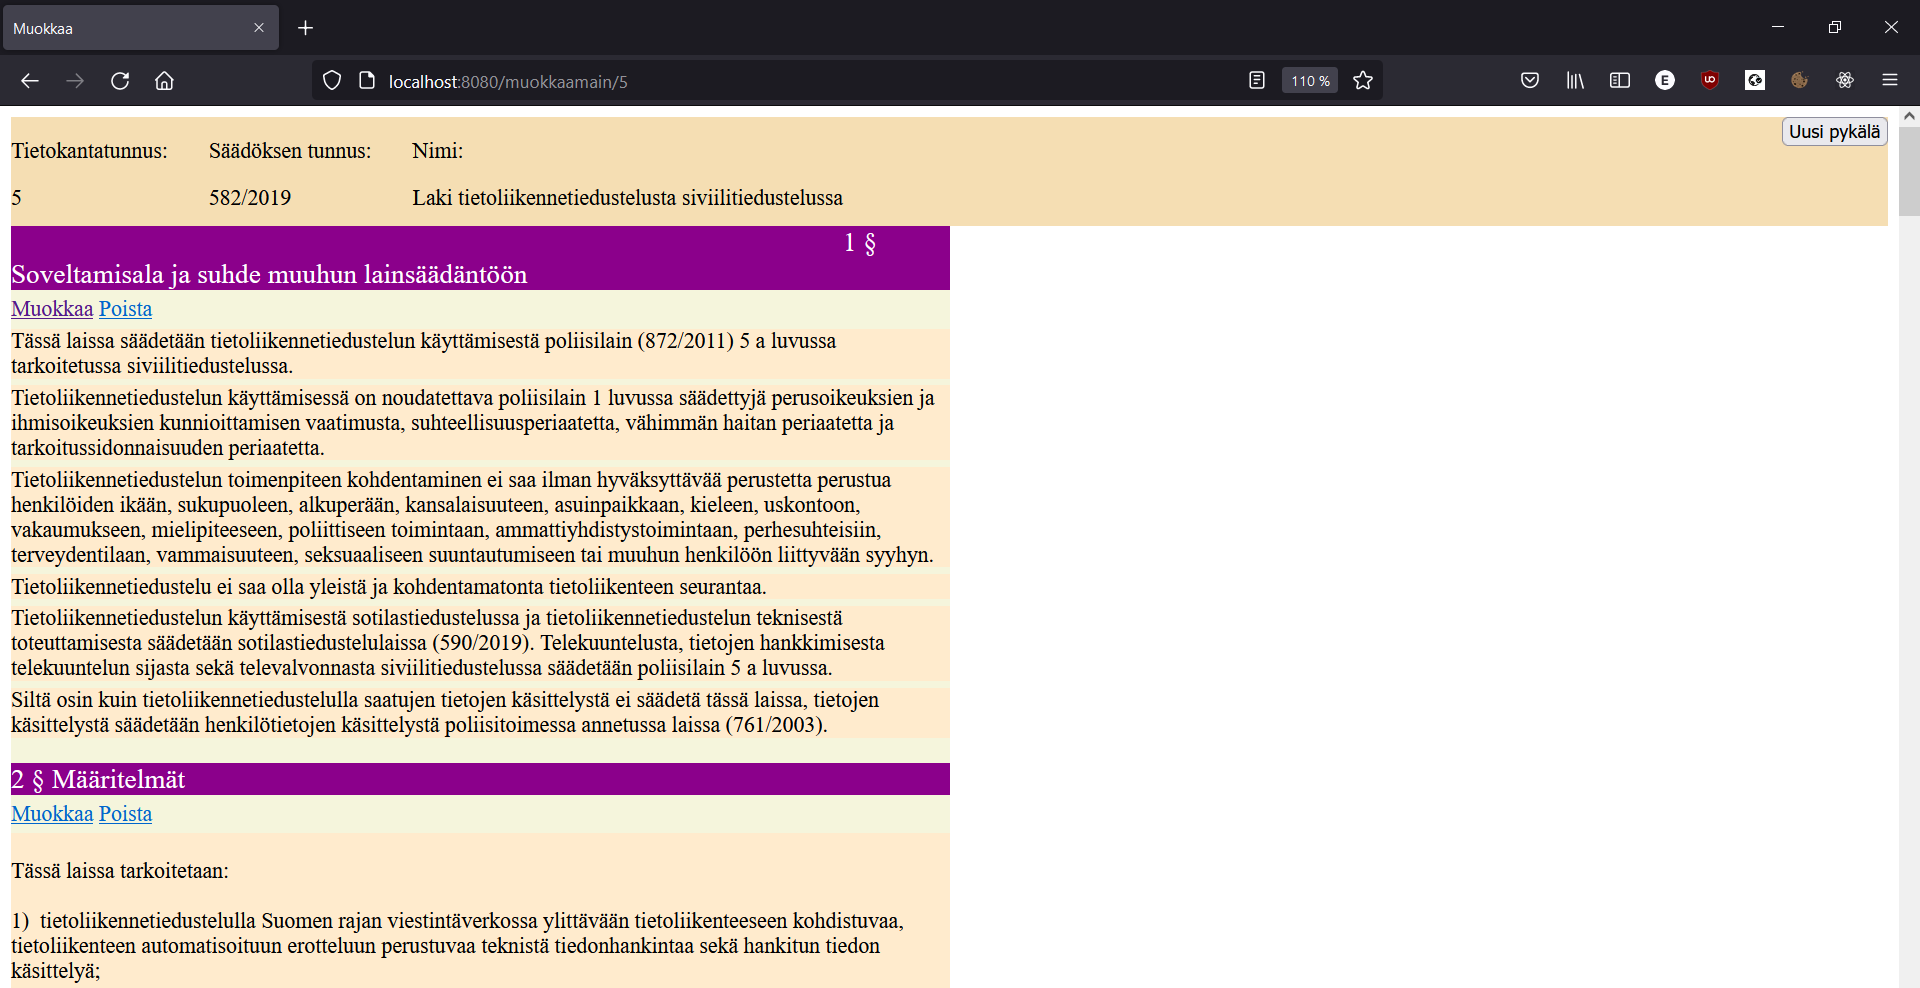 Muokkaa
localhost:8080/muokkaamain/5
110 %
E
Uusi pykälä
Tietokantatunnus: Säädöksen tunnus: Nimi:
5 582/2019 Laki tietoliikennetiedustelusta siviilitiedustelussa
1 §
Soveltamisala ja suhde muuhun lainsäädäntöön
Muokkaa Poista
Tässä laissa säädetään tietoliikennetiedustelun käyttämisestä poliisilain (872/2011) 5 a luvussa
tarkoitetussa siviilitiedustelussa.
Tietoliikennetiedustelun käyttämisessä on noudatettava poliisilain 1 luvussa säädettyjä perusoikeuksien ja
ihmisoikeuksien kunnioittamisen vaatimusta, suhteellisuusperiaatetta, vähimmän haitan periaatetta ja
tarkoitussidonnaisuuden periaatetta.
Tietoliikennetiedustelun toimenpiteen kohdentaminen ei saa ilman hyväksyttävää perustetta perustua
henkilöiden ikään, sukupuoleen, alkuperään, kansalaisuuteen, asuinpaikkaan, kieleen, uskontoon,
vakaumukseen, mielipiteeseen, poliittiseen toimintaan, ammattiyhdistystoimintaan, perhesuhteisiin,
terveydentilaan, vammaisuuteen, seksuaaliseen suuntautumiseen tai muuhun henkilöön liittyvään syyhyn.
Tietoliikennetiedustelu ei saa olla yleistä ja kohdentamatonta tietoliikenteen seurantaa.
Tietoliikennetiedustelun käyttämisestä sotilastiedustelussa ja tietoliikennetiedustelun teknisestä
toteuttamisesta säädetään sotilastiedustelulaissa (590/2019). Telekuuntelusta, tietojen hankkimisesta
telekuuntelun sijasta sekä televalvonnasta siviilitiedustelussa säädetään poliisilain 5 a luvussa.
Siltä osin kuin tietoliikennetiedustelulla saatujen tietojen käsittelystä ei säädetä tässä laissa, tietojen
käsittelystä säädetään henkilötietojen käsittelystä poliisitoimessa annetussa laissa (761/2003).
2 § Määritelmät
Muokkaa Poista
Tässä laissa tarkoitetaan:
1) tietoliikennetiedustelulla Suomen rajan viestintäverkossa ylittävään tietoliikenteeseen kohdistuvaa,
tietoliikenteen automatisoituun erotteluun perustuvaa teknistä tiedonhankintaa sekä hankitun tiedon
käsittelyä;